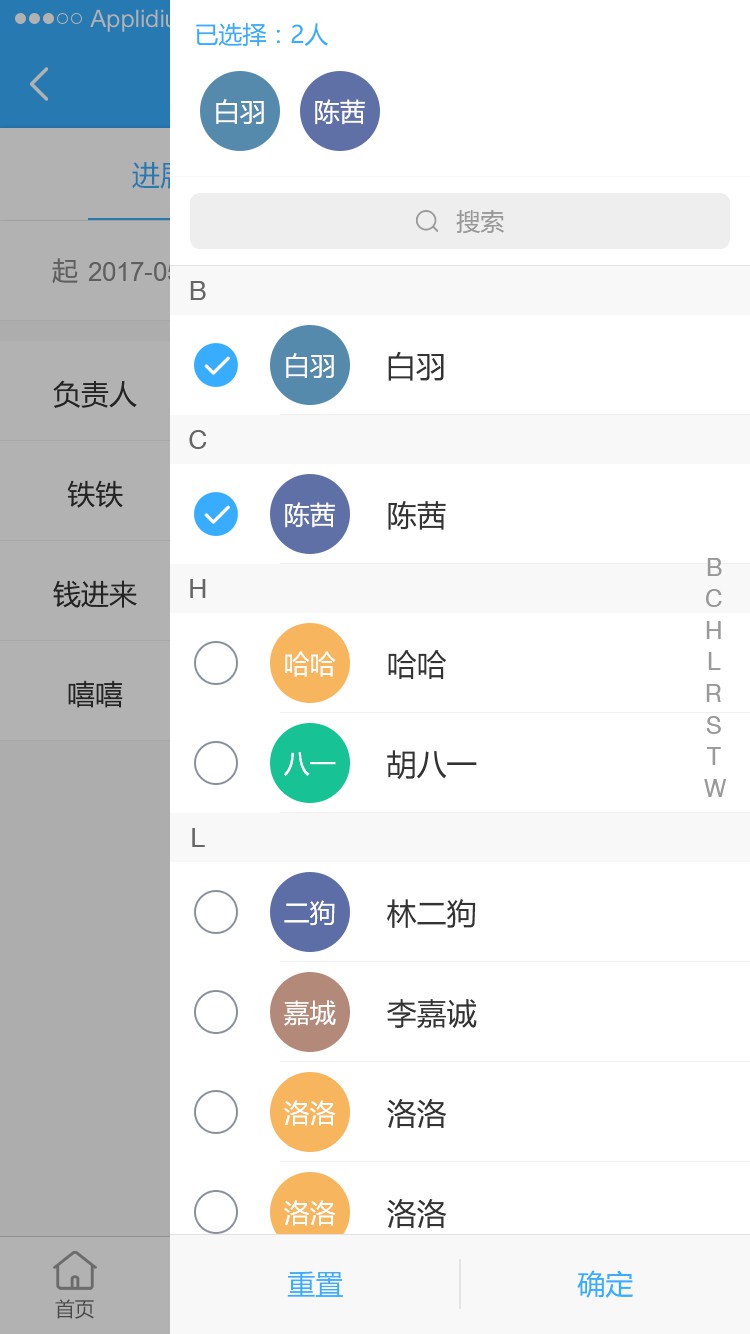 Applidiu
进展
起 2017-05
负责人
铁铁
钱进来
嘻嘻
首页
已选择：2人
白羽
陈茜
搜索
B
白羽 白羽
C
陈茜 陈茜
H
哈哈 哈哈
八一 胡八一
L
二狗 林二狗
嘉城 李嘉诚
洛洛 洛洛
洛洛 洛洛
B
C
H
L
R
S
T
W
重置 确定